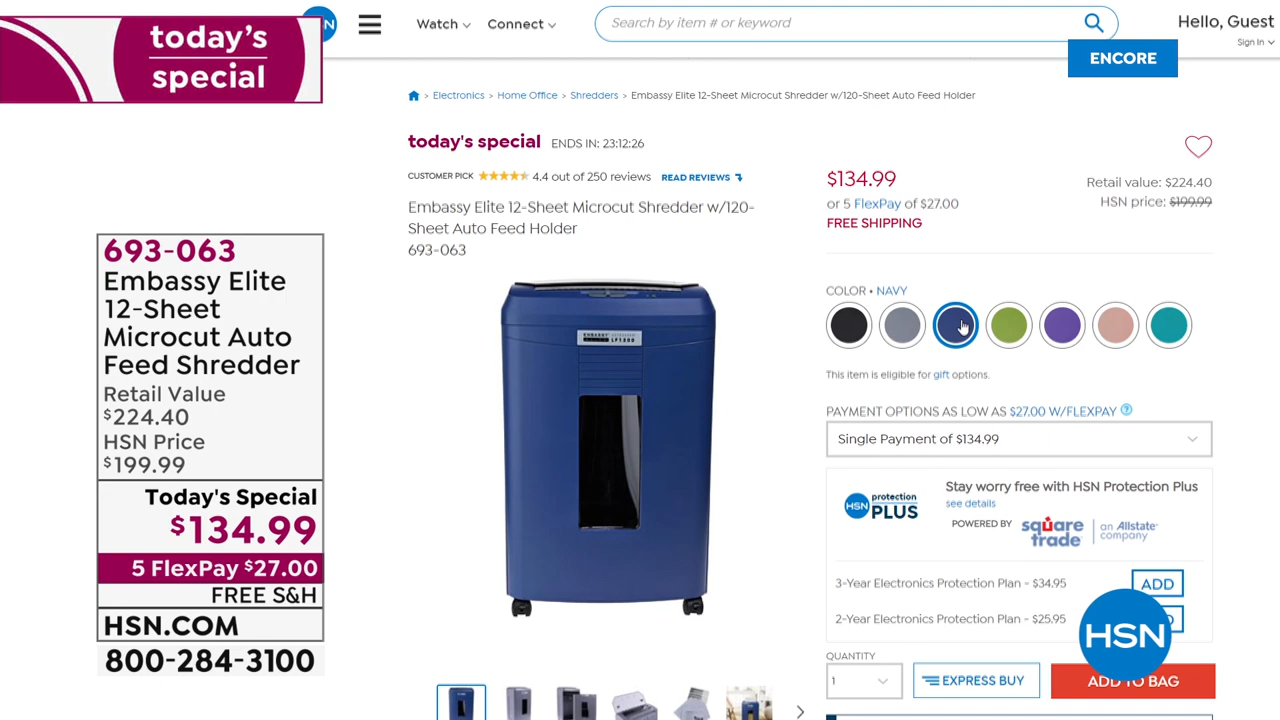 today's
special
Watch
Connect
Search by item # or keyword
Hello, Guest
Sign In
ENCORE
Electronics > Home Office > Shredders > Embassy Elite 12-Sheet Microcut Shredder w/120-Sheet Auto Feed Holder
today's special ENDS IN: 23:12:26
CUSTOMER PICK 4.4 out of 250 reviews READ REVIEWS
Embassy Elite 12-Sheet Microcut Shredder w/120-
Sheet Auto Feed Holder
693-063
$134.99
or 5 FlexPay of $27.00
FREE SHIPPING
Retail value: $224.40
HSN price: $199.99
COLOR • NAVY
This item is eligible for gift options.
PAYMENT OPTIONS AS LOW AS $27.00 W/FLEXPAY ?
Single Payment of $134.99
HSN protection
PLUS
Stay worry free with HSN Protection Plus
see details
POWERED BY square
trade
an Allstate
company
3-Year Electronics Protection Plan - $34.95 ADD
2-Year Electronics Protection Plan - $25.95
HSN
QUANTITY
1
EXPRESS BUY
ADD TO BAG
EMBASSY
LF1200
693-063
Embassy Elite
12-Sheet
Microcut Auto
Feed Shredder
Retail Value
$224.40
HSN Price
$199.99
Today's Special
$134.99
5 FlexPay $27.00
FREE S&H
HSN.COM
800-284-3100